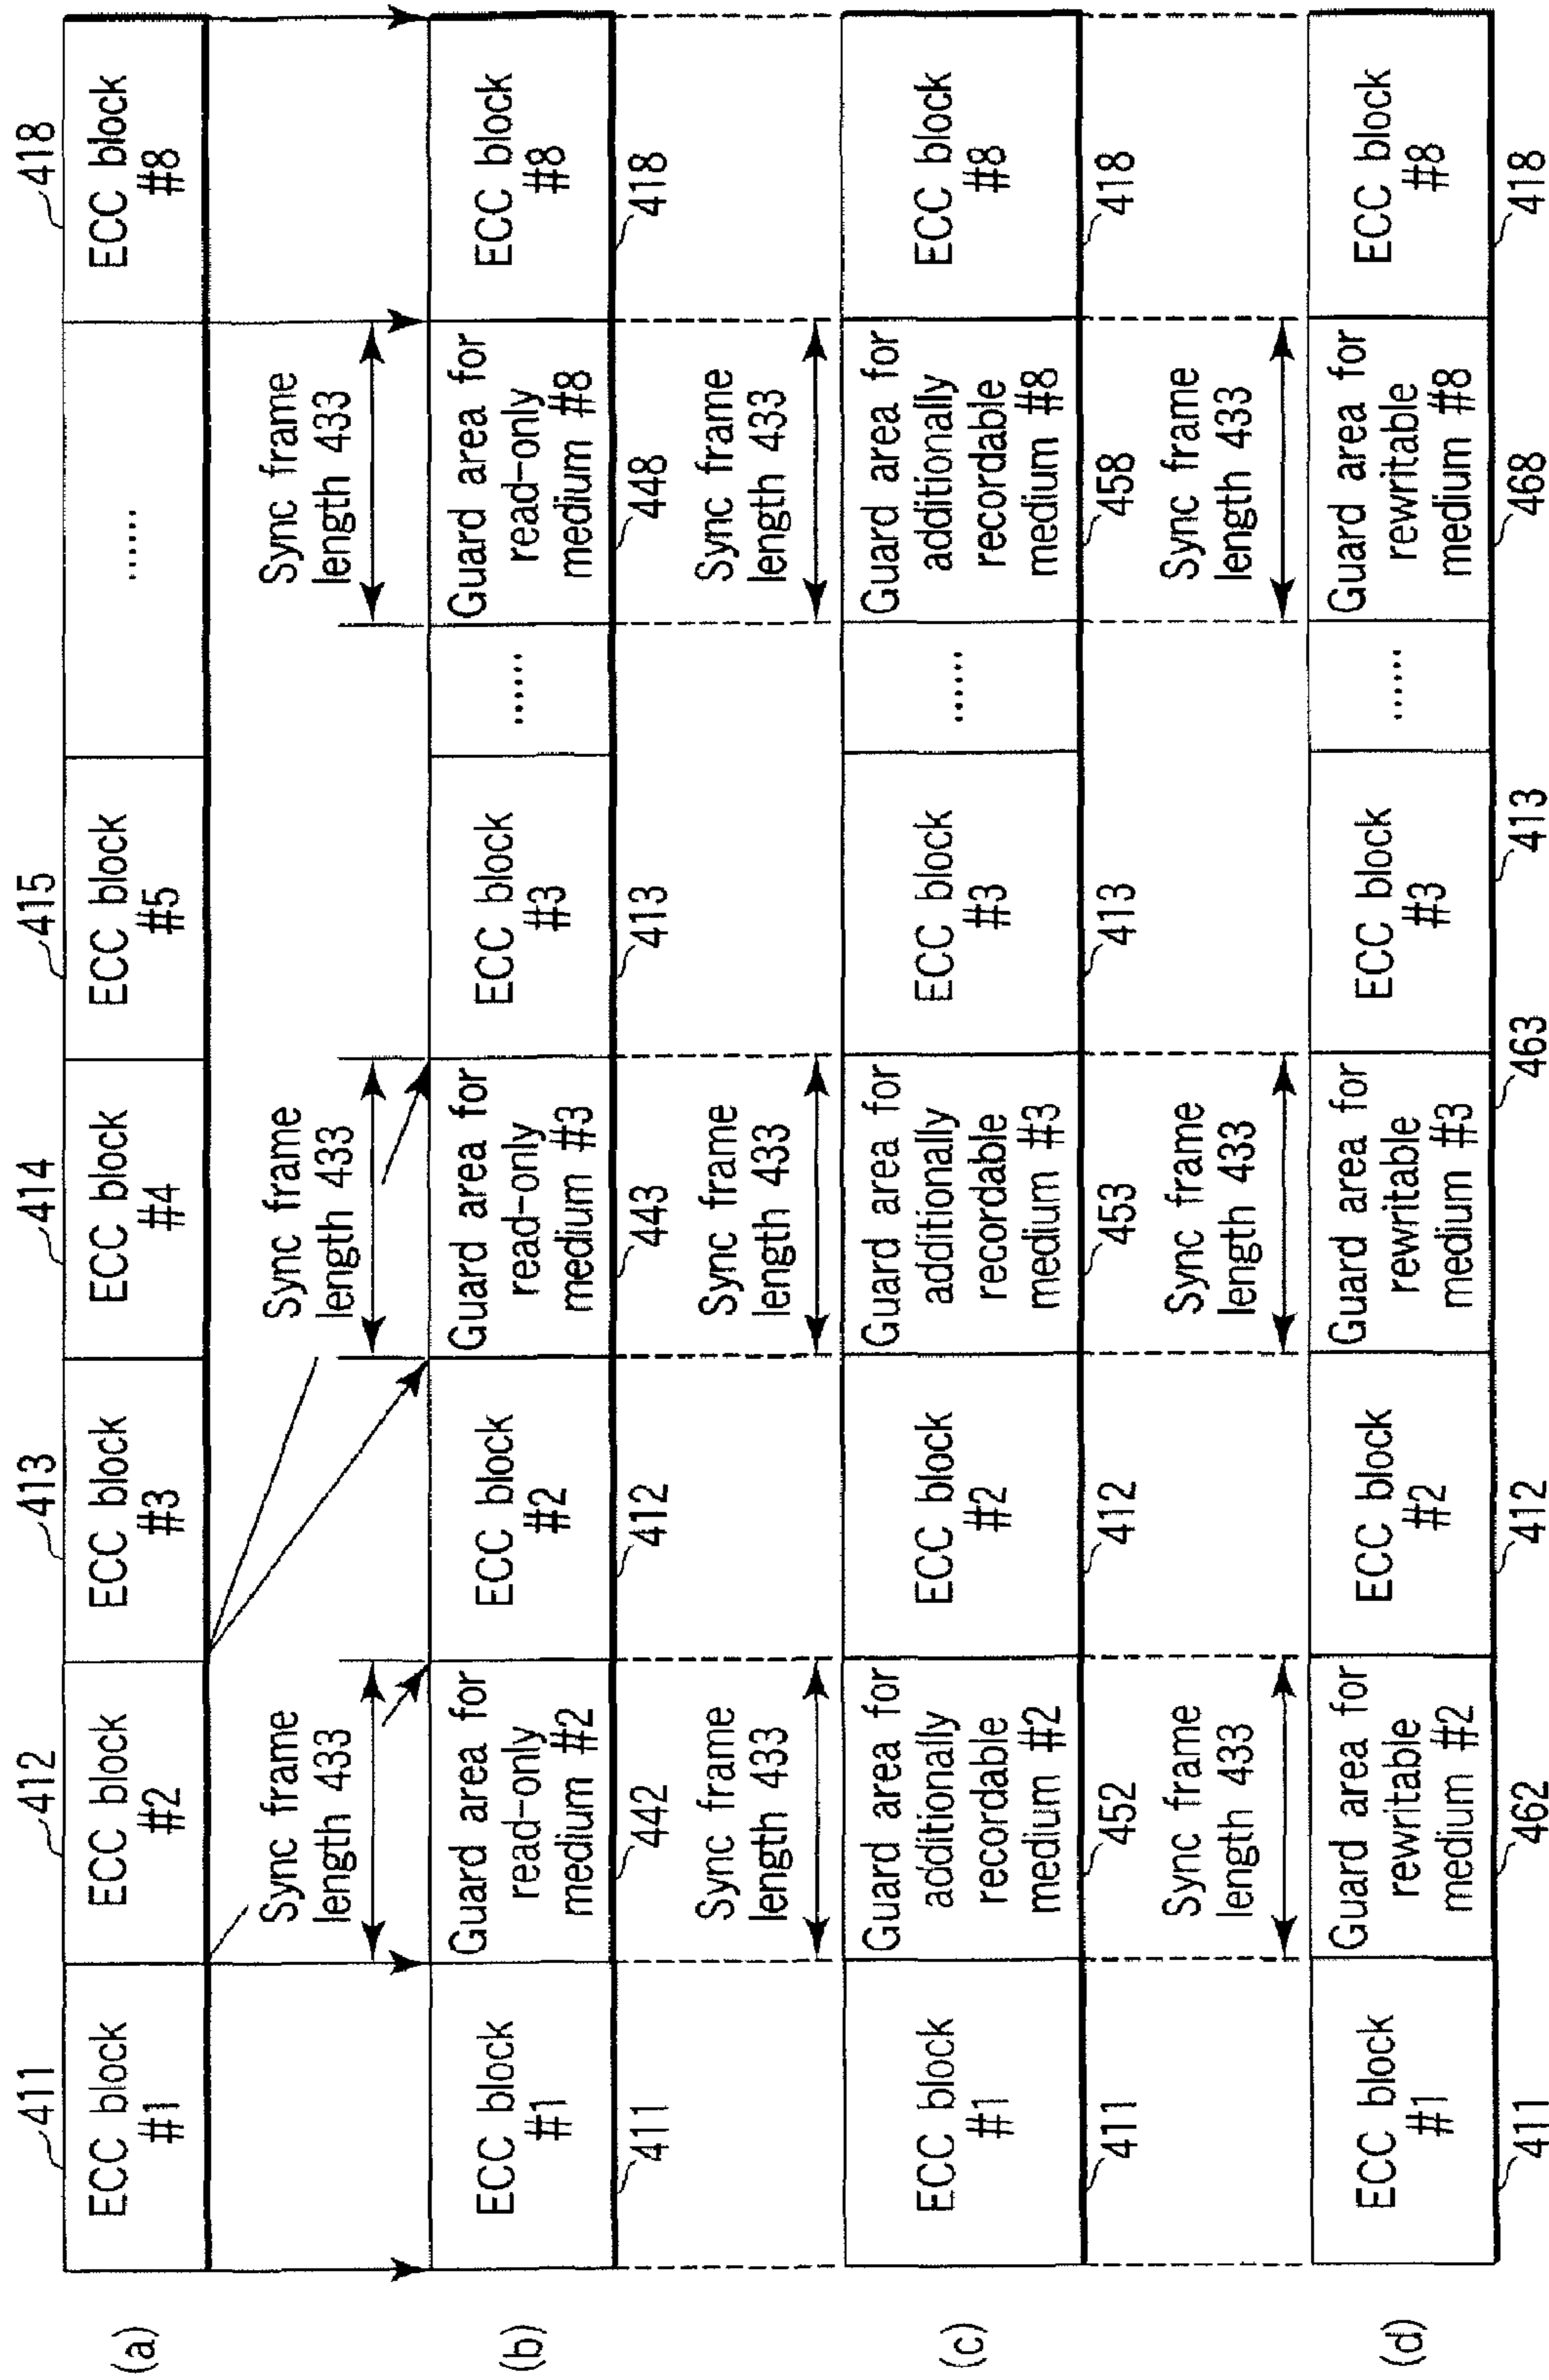 (a)
411
412
413
414
415
418
ECC block
#1
ECC block
#2
ECC block
#3
ECC block
#4
ECC block
#5
......
ECC block
#8
Sync frame
length 433
Sync frame
length 433
Sync frame
length 433
(b)
ECC block
#1
Guard area for
read-only
medium #2
ECC block
#2
Guard area for
read-only
medium #3
ECC block
#3
......
Guard area for
read-only
medium #8
ECC block
#8
411
442
412
443
413
448
418
Sync frame
length 433
Sync frame
length 433
Sync frame
length 433
(c)
ECC block
#1
Guard area for
additionally
recordable
medium #2
ECC block
#2
Guard area for
additionally
recordable
medium #3
ECC block
#3
......
Guard area for
additionally
recordable
medium #8
ECC block
#8
411
452
412
453
413
458
418
Sync frame
length 433
Sync frame
length 433
Sync frame
length 433
(d)
ECC block
#1
Guard area for
rewritable
medium #2
ECC block
#2
Guard area for
rewritable
medium #3
ECC block
#3
......
Guard area for
rewritable
medium #8
ECC block
#8
411
462
412
463
413
468
418